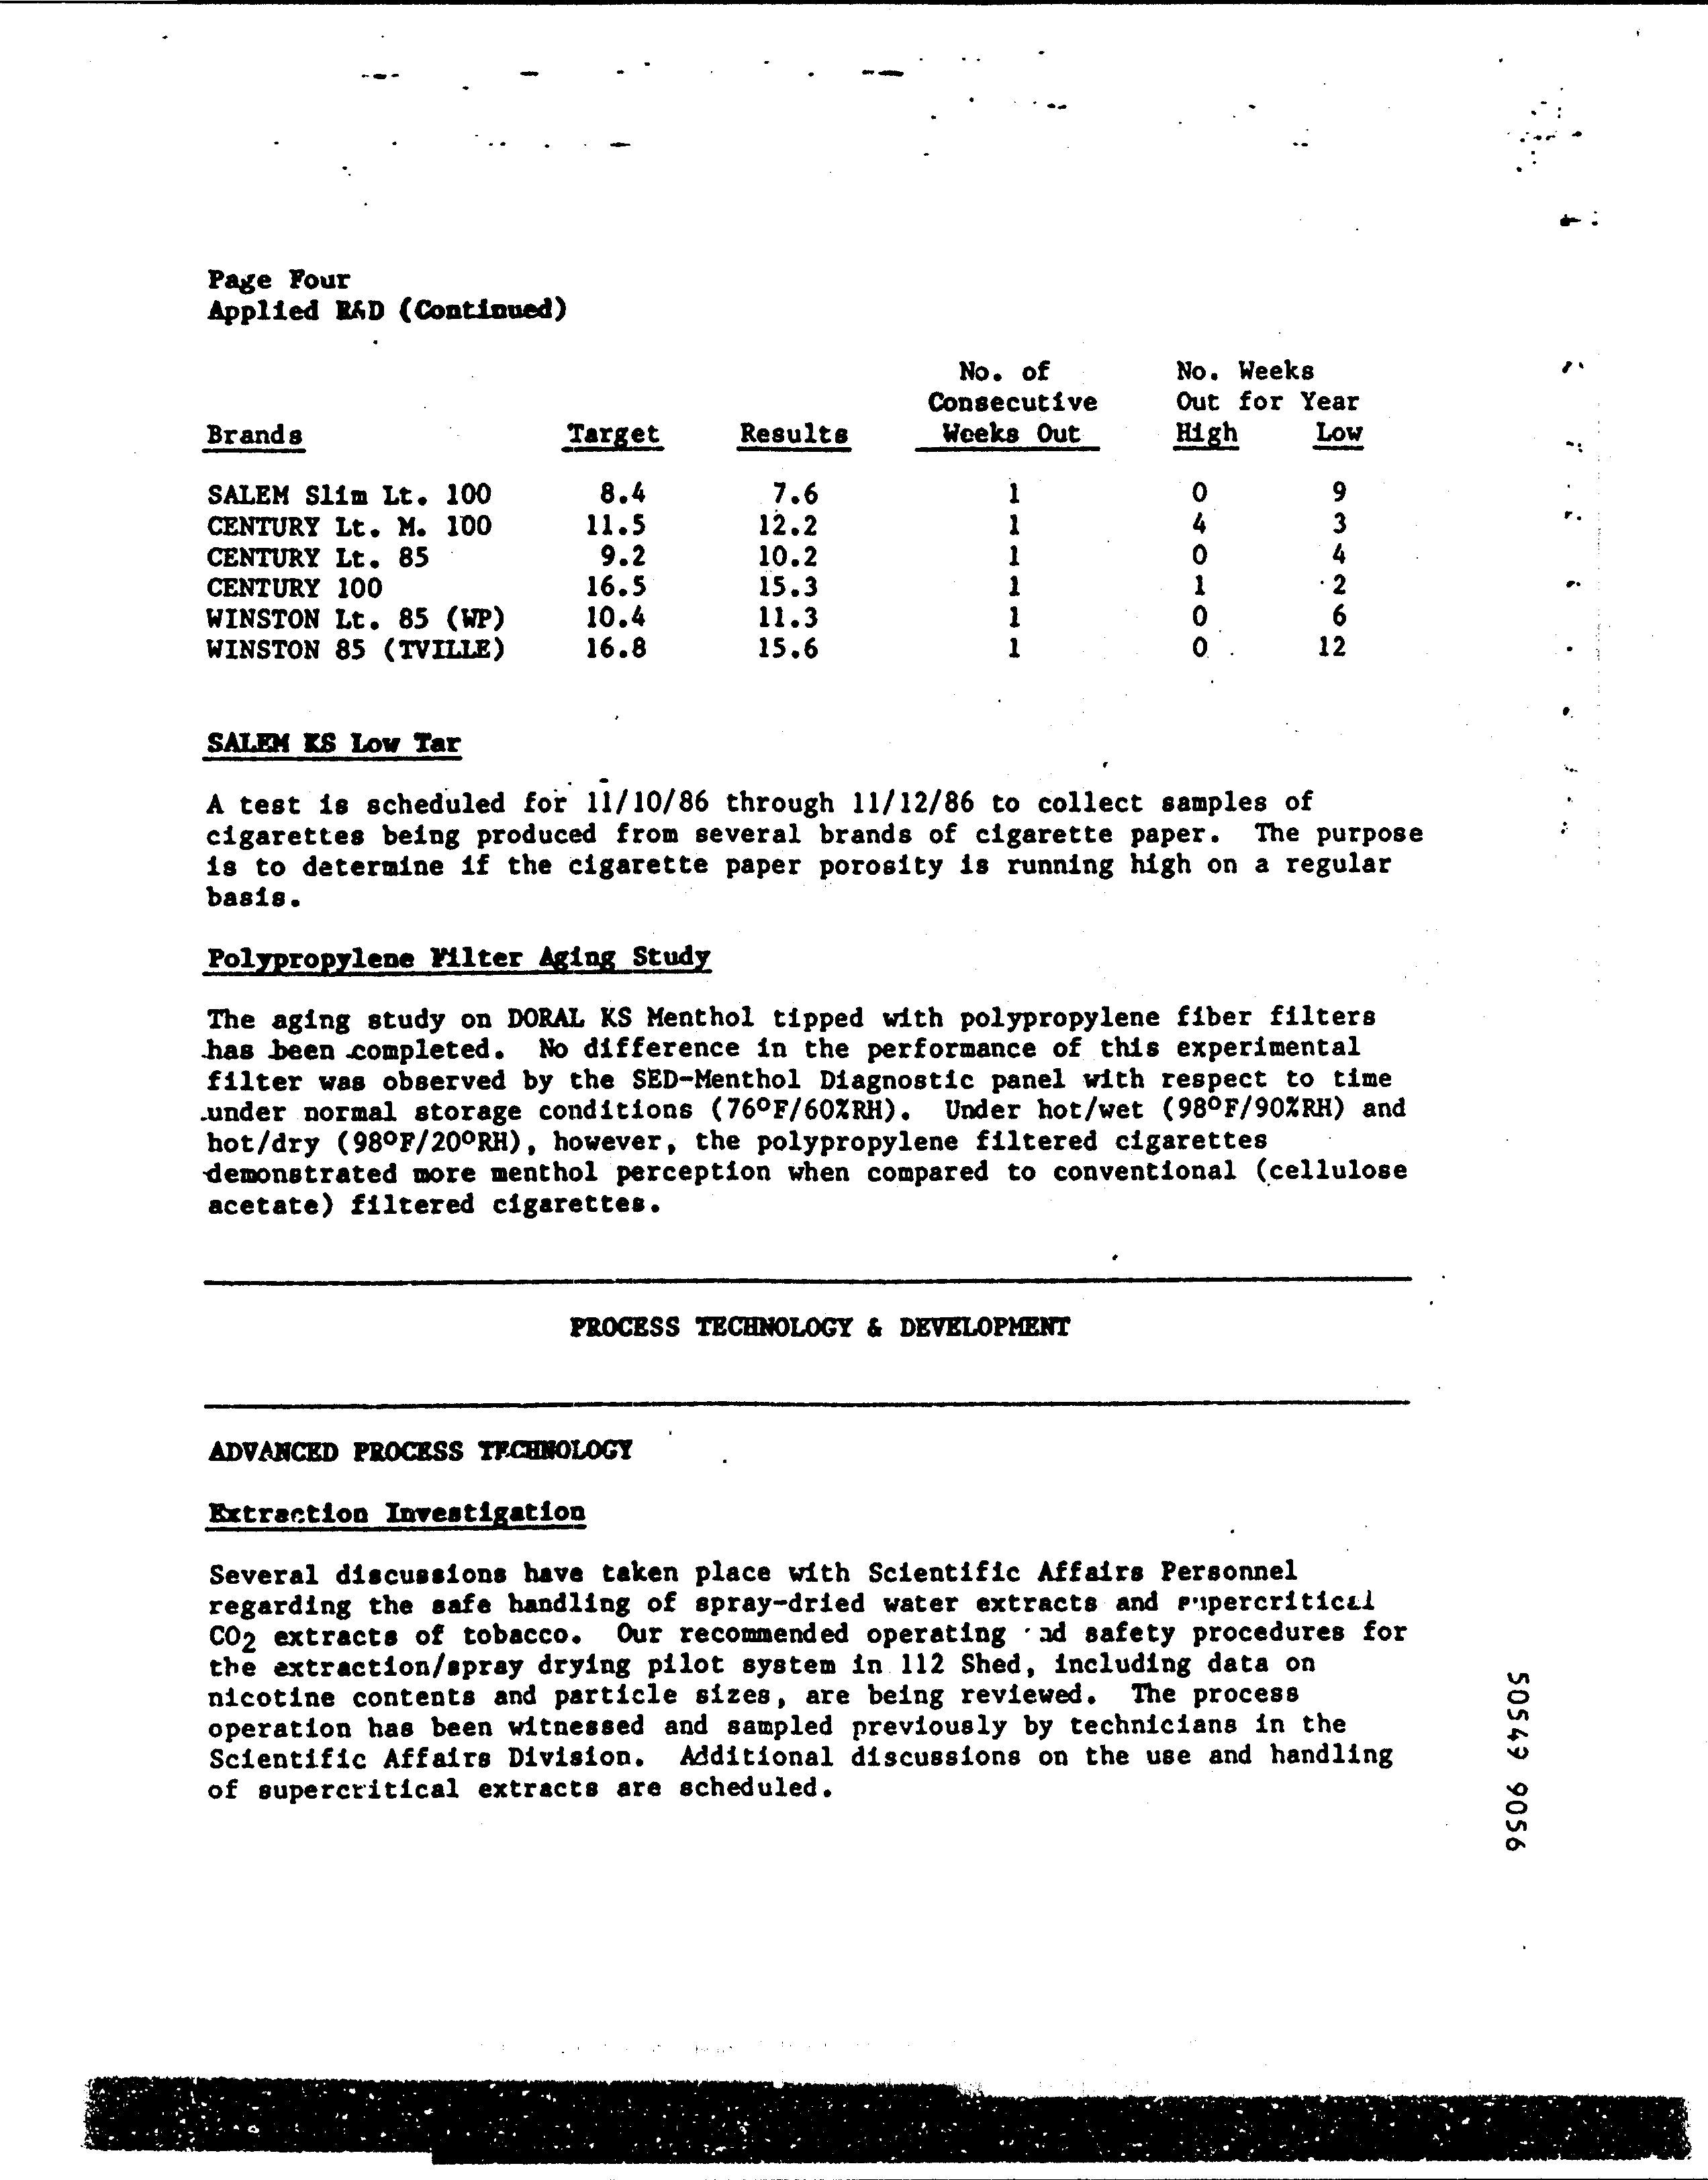 Page Four
Applied R&D (Continued)
No. of No. Weeks
Consecutive Out for Year
Brands Target Results Weeks Out High Low
SALEM Slim Lt. 100 8.4 7.6 1 0 9
CENTURY Lt. M. 100 11.5 12.2 1 4 3
CENTURY Lt. 85 9.2 10.2 1 0 4
CENTURY 100 16.5 15.3 1 1 2
WINSTON Lt. 85 (WP) 10.4 11.3 1 0 6
WINSTON 85 (TVILLE) 16.8 15.6 1 0 12
SALEM KS Low Tar
A test is scheduled for 11/10/86 through 11/12/86 to collect samples of
cigarettes being produced from several brands of cigarette paper. The purpose
is to determine if the cigarette paper porosity is running high on a regular
basis.
Polypropylene Filter Aging Study
The aging study on DORAL KS Menthol tipped with polypropylene fiber filters
has been completed. No difference in the performance of this experimental
filter was observed by the SED-Menthol Diagnostic panel with respect to time
under normal storage conditions (76ºF/60%RH). Under hot/wet (98ºF/90%RH) and
hot/dry (98ºF/20ºRH), however, the polypropylene filtered cigarettes
demonstrated more menthol perception when compared to conventional (cellulose
acetate) filtered cigarettes.
PROCESS TECHNOLOGY & DEVELOPMENT
ADVANCED PROCESS TECHNOLOGY
Extraction Investigation
Several discussions have taken place with Scientific Affairs Personnel
regarding the safe handling of spray-dried water extracts and supercritical
CO2 extracts of tobacco. Our recommended operating and safety procedures for
the extraction/spray drying pilot system in 112 Shed, including data on
nicotine contents and particle sizes, are being reviewed. The process
operation has been witnessed and sampled previously by technicians in the
Scientific Affairs Division. Additional discussions on the use and handling
of supercritical extracts are scheduled.
50549 9056